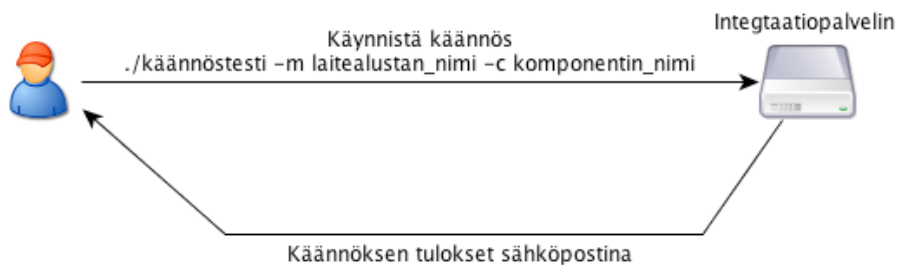 Integtaatiopalvelin
Käynnistä käännös
./käännöstesti –m laitealustan_nimi –c komponentin_nimi
Käännöksen tulokset sähköpostina